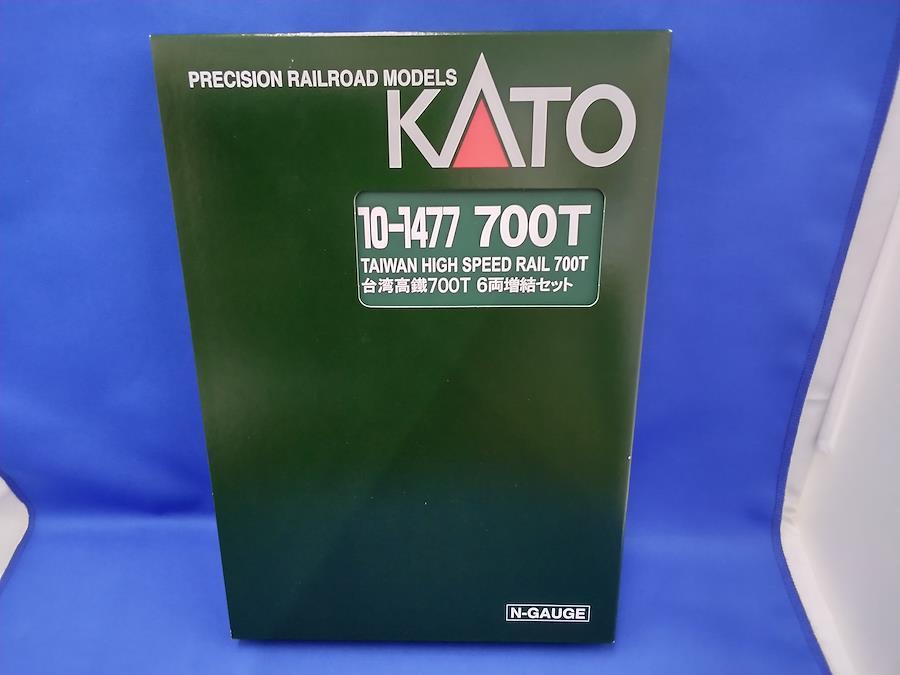 PRECISION RAILROAD MODELS
KATO
10-1477 700T
TAIWAN HIGH SPEED RAIL 700T
台湾高鐵700T 6両増結セット
N-GAUGE